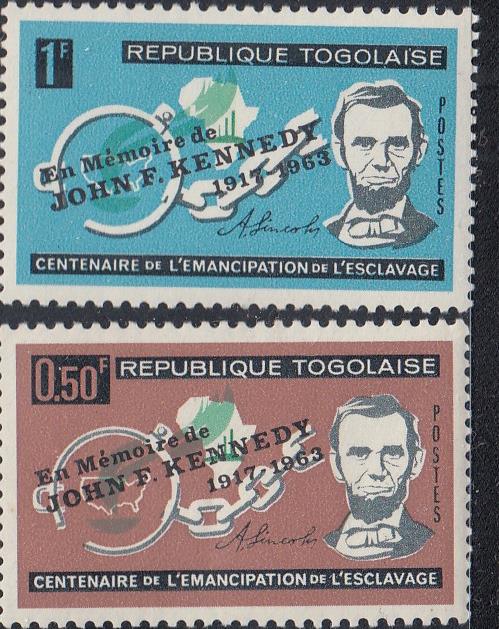 1F
REPUBLIQUE TOGOLAISE
POSTES
En Mémoire de
JOHN F. KENNEDY
1917-1963
A. Lincoln
CENTENAIRE DE L'EMANCIPATION DE L'ESCLAVAGE
0.50F
REPUBLIQUE TOGOLAISE
POSTES
En Mémoire de
JOHN F. KENNEDY
1917-1963
A. Lincoln
CENTENAIRE DE L'EMANCIPATION DE L'ESCLAVAGE